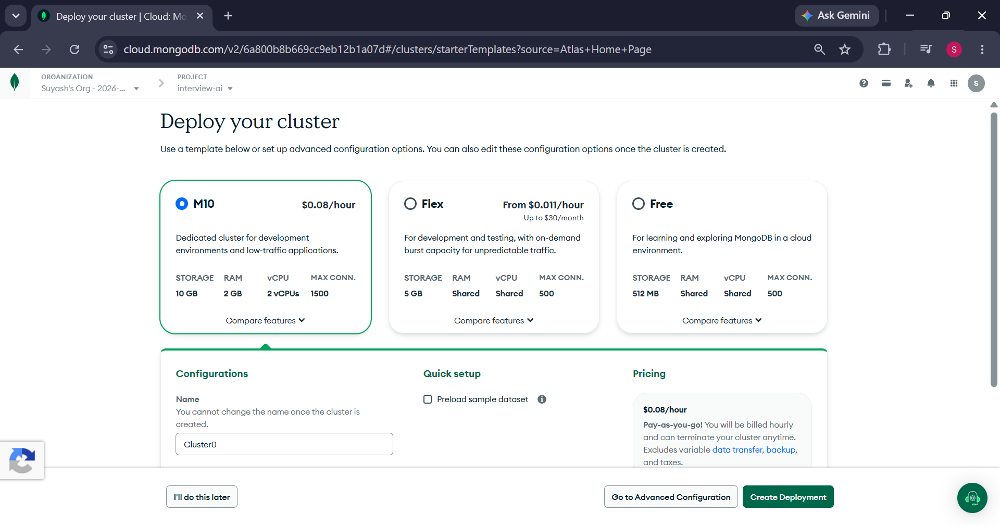 Deploy your cluster | Cloud: Mo
Ask Gemini
cloud.mongodb.com/v2/6a800b8b669cc9eb12b1a07d#/clusters/starterTemplates?source=Atlas+Home+Page
S
ORGANIZATION
Suyash's Org - 2026-...
PROJECT
interview-ai
S
Deploy your cluster
Use a template below or set up advanced configuration options. You can also edit these configuration options once the cluster is created.
M10 $0.08/hour
Dedicated cluster for development
environments and low-traffic applications.
STORAGE RAM vCPU MAX CONN.
10 GB 2 GB 2 vCPUs 1500
Compare features
Flex From $0.011/hour
Up to $30/month
For development and testing, with on-demand
burst capacity for unpredictable traffic.
STORAGE RAM vCPU MAX CONN.
5 GB Shared Shared 500
Compare features
Free
For learning and exploring MongoDB in a cloud
environment.
STORAGE RAM vCPU MAX CONN.
512 MB Shared Shared 500
Compare features
Configurations
Name
You cannot change the name once the cluster is
created.
Cluster0
Quick setup
Preload sample dataset
Pricing
$0.08/hour
Pay-as-you-go! You will be billed hourly
and can terminate your cluster anytime.
Excludes variable data transfer, backup,
and taxes.
I'll do this later
Go to Advanced Configuration
Create Deployment